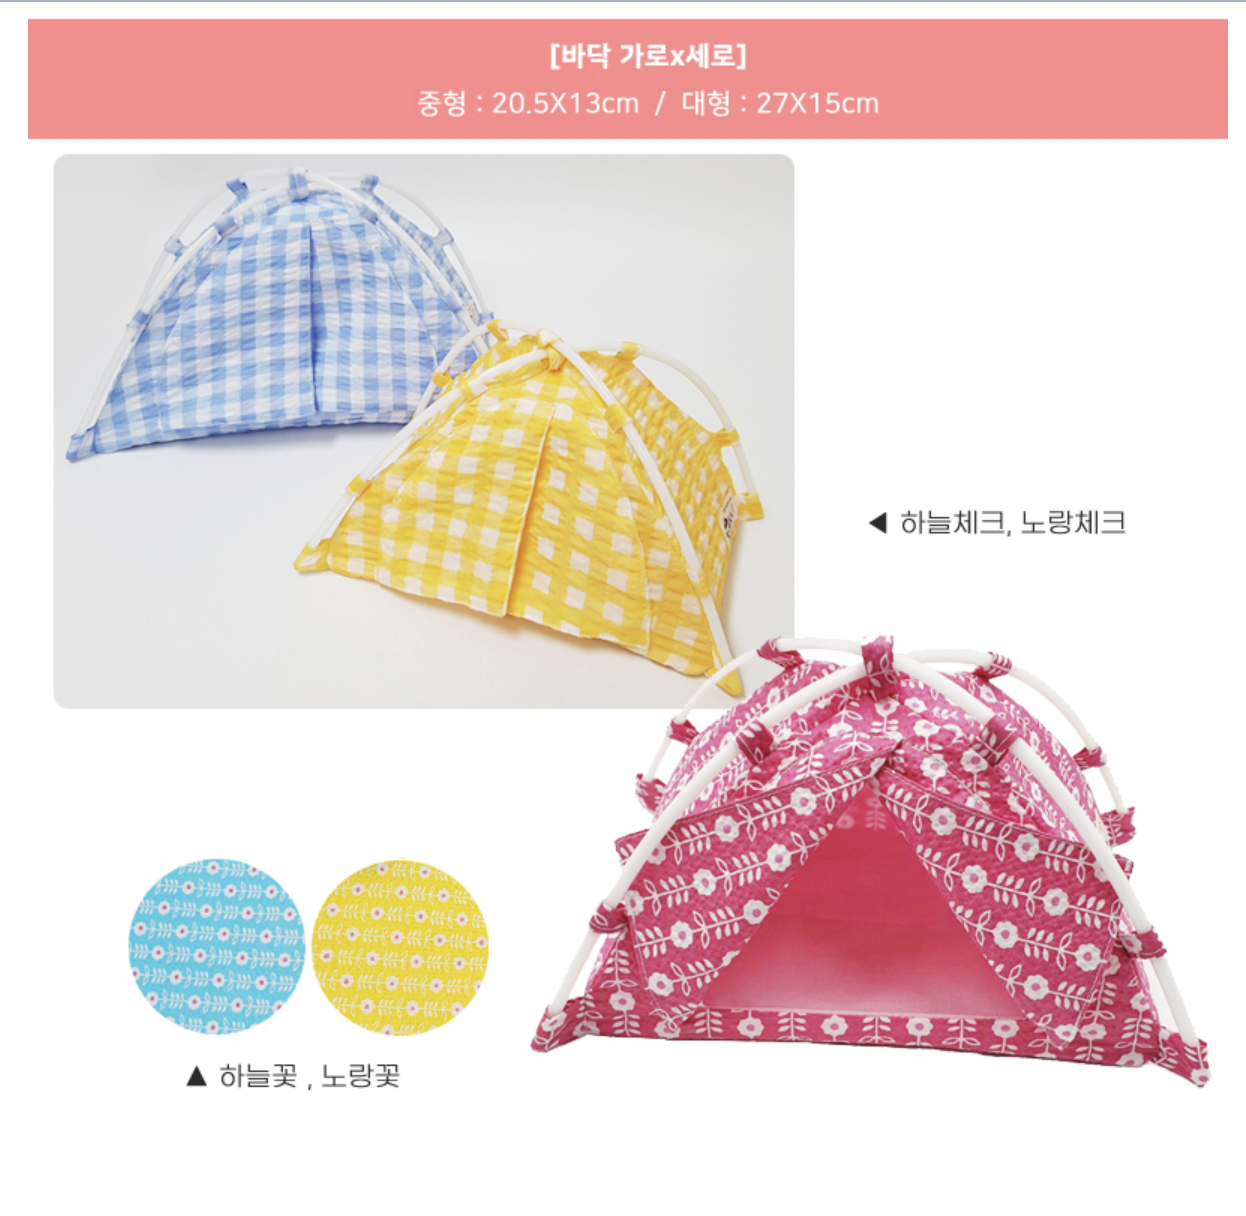 [바닥 가로x세로]
중형 : 20.5X13cm / 대형 : 27X15cm
◀ 하늘체크, 노랑체크
▲ 하늘꽃 , 노랑꽃